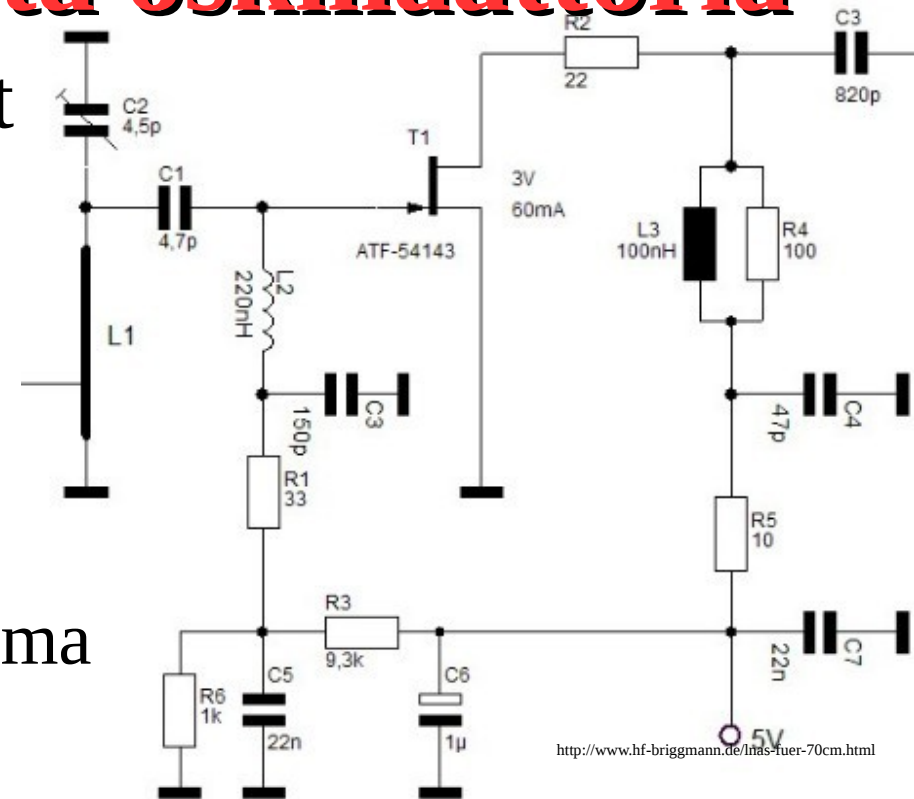 R2
22
C3
820p
t
C2
4,5p
T1
C1
4,7p
3V
60mA
ATF-54143
L3
100nH
R4
100
L2
220nH
L1
150p
C3
47p
C4
R1
33
R5
10
R3
9,3k
ma
22n
C7
R6
1k
C5
22n
C6
1µ
5V
http://www.hf-briggmann.de/lnas-fuer-70cm.html